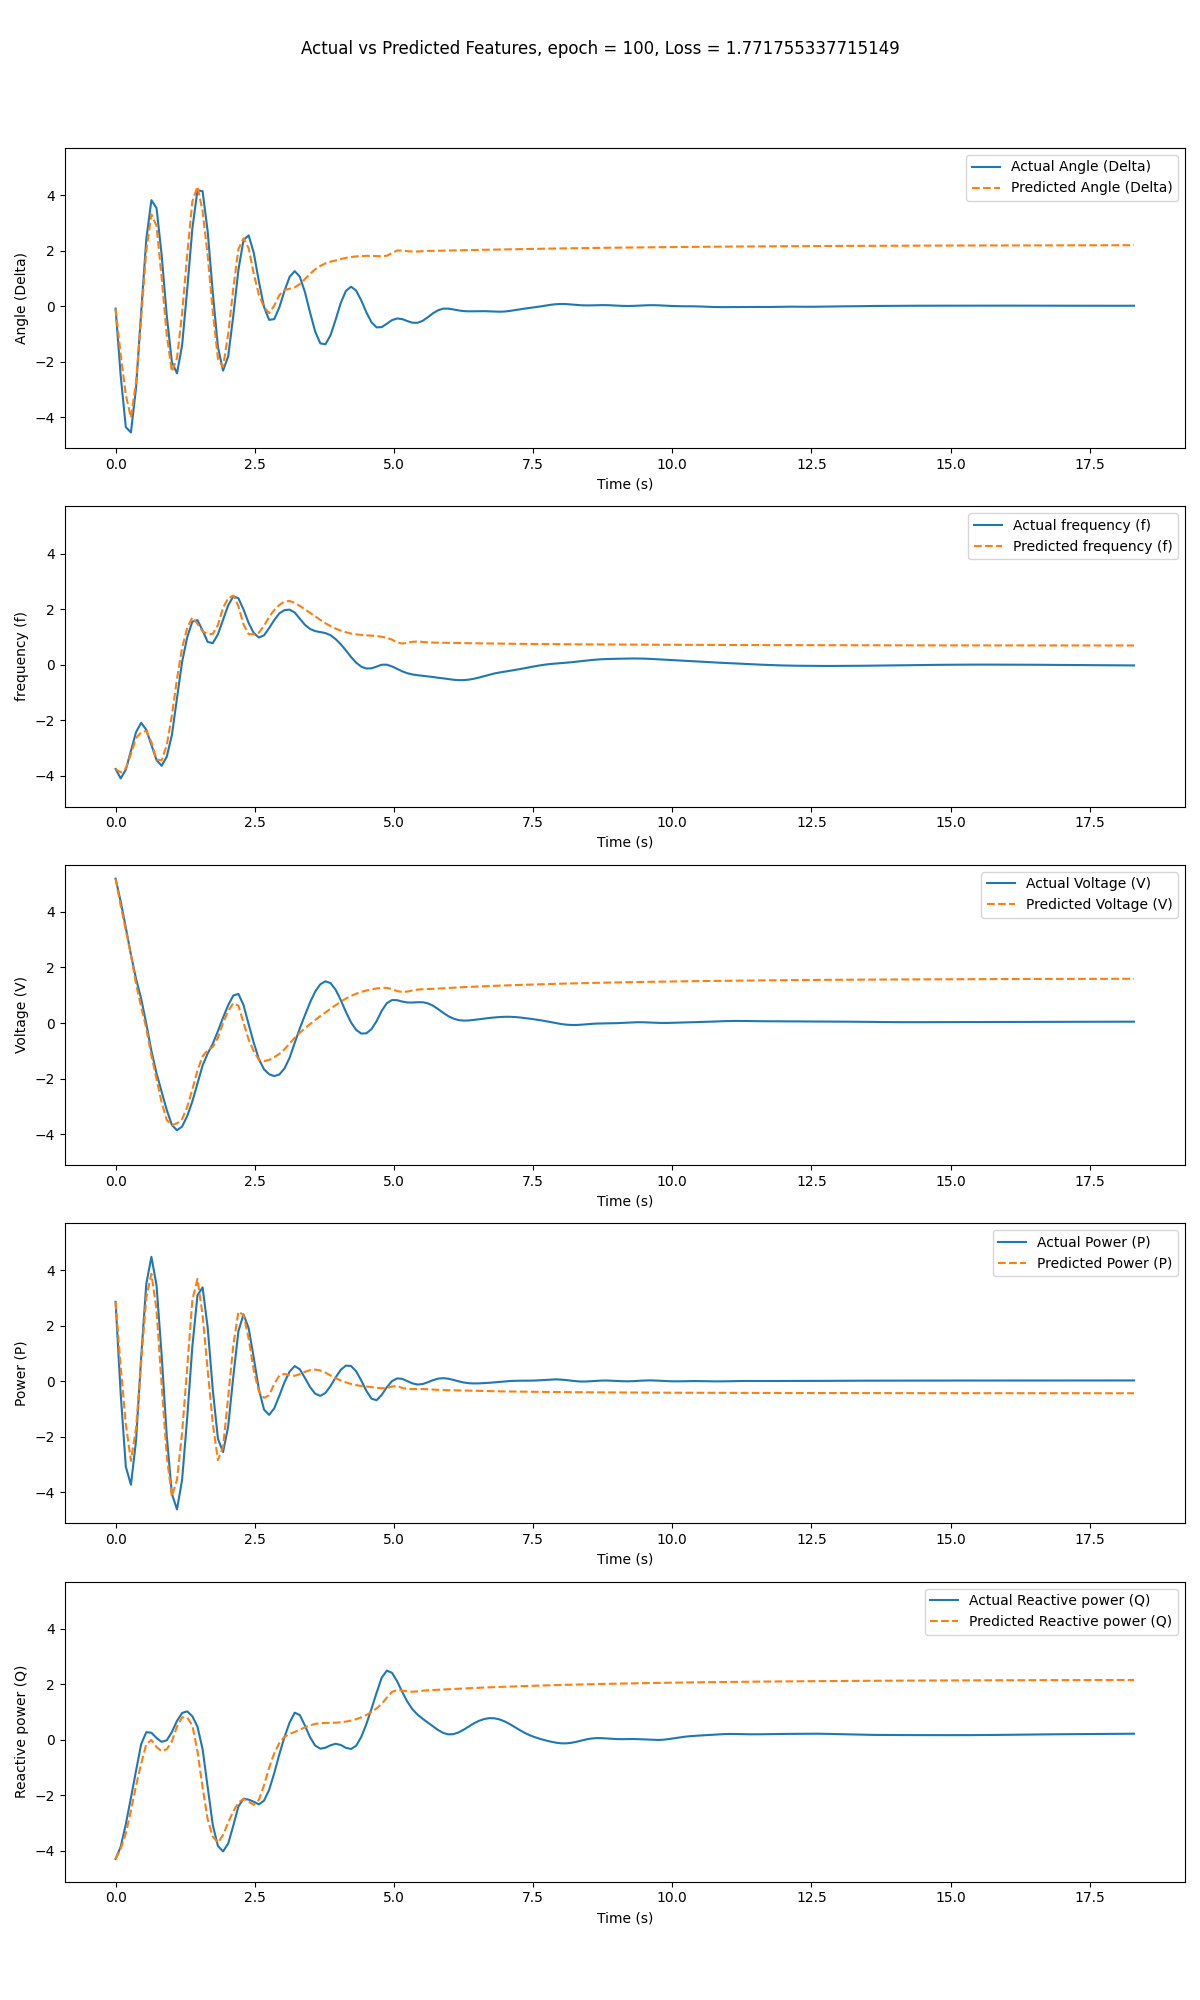 Actual vs Predicted Features, epoch = 100, Loss = 1.771755337715149
Actual Angle (Delta)
Predicted Angle (Delta)
4
2
0
−2
−4
Angle (Delta)
0.0 2.5 5.0 7.5 10.0 12.5 15.0 17.5
Time (s)
Actual frequency (f)
Predicted frequency (f)
4
2
0
−2
−4
frequency (f)
0.0 2.5 5.0 7.5 10.0 12.5 15.0 17.5
Time (s)
Actual Voltage (V)
Predicted Voltage (V)
4
2
0
−2
−4
Voltage (V)
0.0 2.5 5.0 7.5 10.0 12.5 15.0 17.5
Time (s)
Actual Power (P)
Predicted Power (P)
4
2
0
−2
−4
Power (P)
0.0 2.5 5.0 7.5 10.0 12.5 15.0 17.5
Time (s)
Actual Reactive power (Q)
Predicted Reactive power (Q)
4
2
0
−2
−4
Reactive power (Q)
0.0 2.5 5.0 7.5 10.0 12.5 15.0 17.5
Time (s)